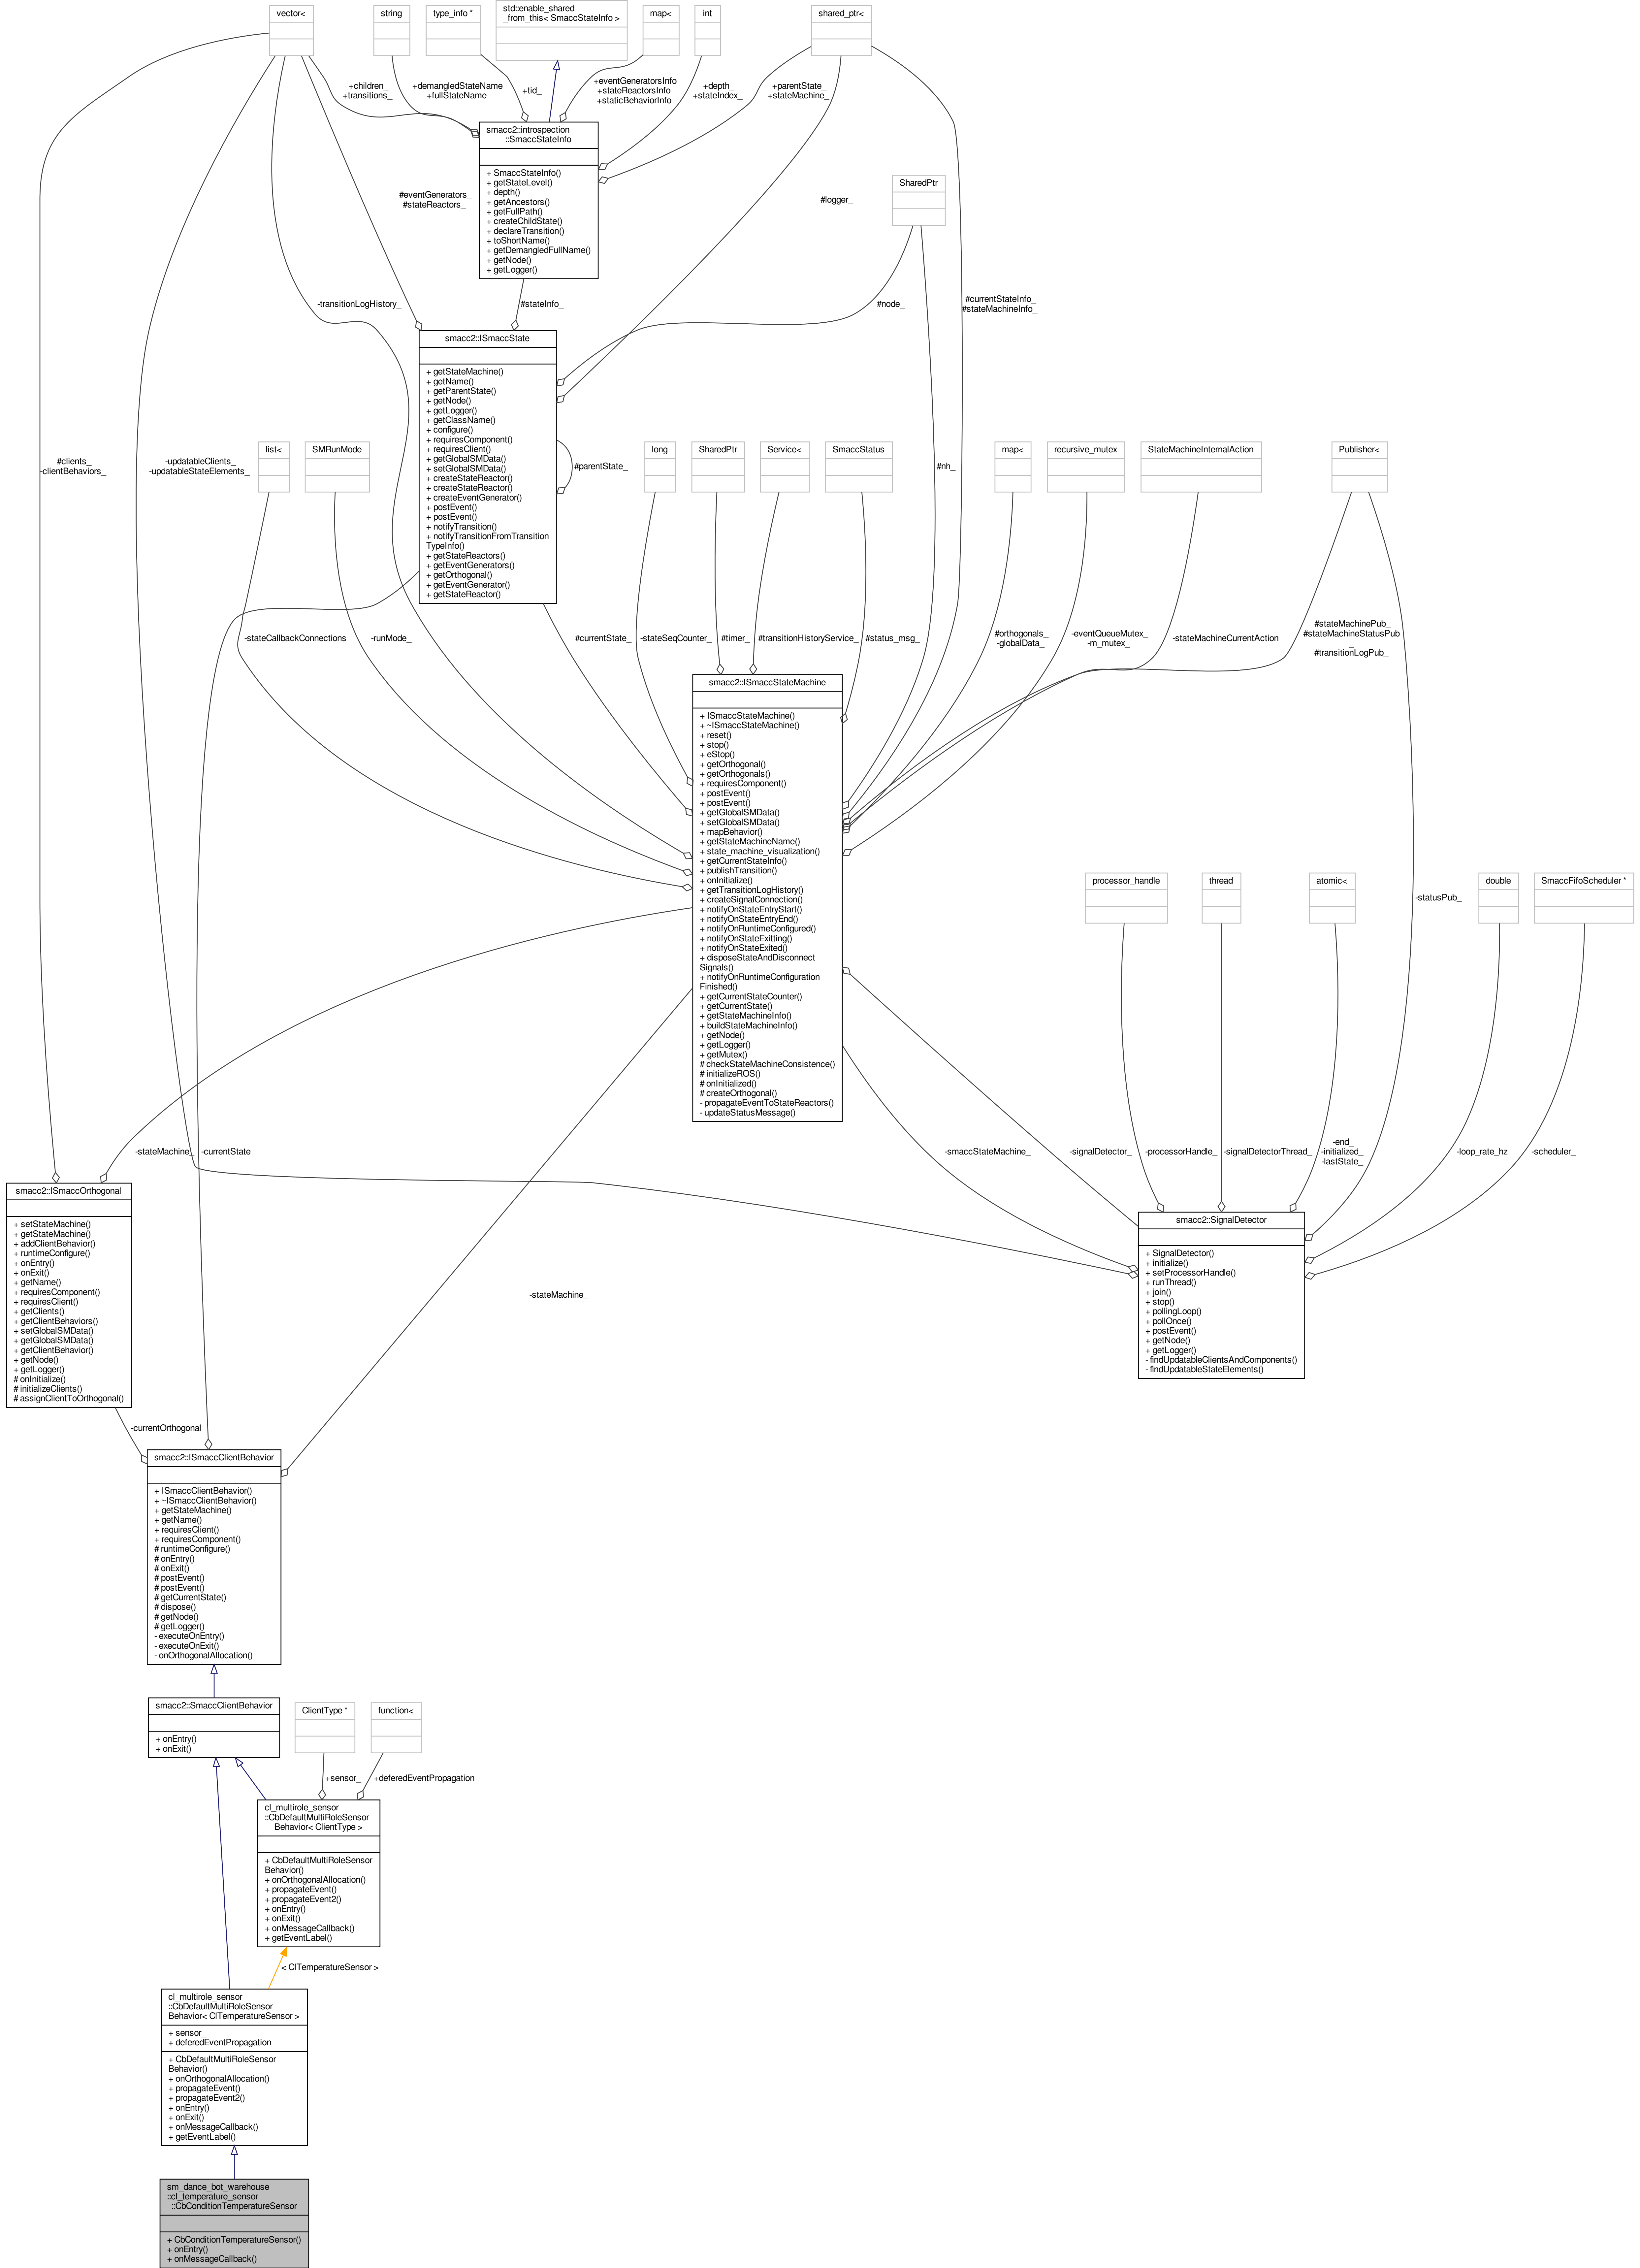 vector<
string
type_info *
std::enable_shared
_from_this< SmaccStateInfo >
map<
int
shared_ptr<
+children_
+transitions_
+demangledStateName
+fullStateName
+tid_
+eventGeneratorsInfo
+stateReactorsInfo
+staticBehaviorInfo
+depth_
+stateIndex_
+parentState_
+stateMachine_
smacc2::introspection
::SmaccStateInfo
+ SmaccStateInfo()
+ getStateLevel()
+ depth()
+ getAncestors()
+ getFullPath()
+ createChildState()
+ declareTransition()
+ toShortName()
+ getDemangledFullName()
+ getNode()
+ getLogger()
SharedPtr
#eventGenerators_
#stateReactors_
#logger_
-transitionLogHistory_
#stateInfo_
#node_
#currentStateInfo_
#stateMachineInfo_
smacc2::ISmaccState
+ getStateMachine()
+ getName()
+ getParentState()
+ getNode()
+ getLogger()
+ getClassName()
+ configure()
+ requiresComponent()
+ requiresClient()
+ getGlobalSMData()
+ setGlobalSMData()
+ createStateReactor()
+ createStateReactor()
+ createEventGenerator()
+ postEvent()
+ postEvent()
+ notifyTransition()
+ notifyTransitionFromTransition
TypeInfo()
+ getStateReactors()
+ getEventGenerators()
+ getOrthogonal()
+ getEventGenerator()
+ getStateReactor()
#parentState_
#clients_
-clientBehaviors_
-updatableClients_
-updatableStateElements_
list<
SMRunMode
long
SharedPtr
Service<
SmaccStatus
#nh_
map<
recursive_mutex
StateMachineInternalAction
Publisher<
-stateCallbackConnections
-runMode_
#currentState_
-stateSeqCounter_
#timer_
#transitionHistoryService_
#status_msg_
#orthogonals_
-globalData_
-eventQueueMutex_
-m_mutex_
-stateMachineCurrentAction
#stateMachinePub_
#stateMachineStatusPub
_
#transitionLogPub_
smacc2::ISmaccStateMachine
+ ISmaccStateMachine()
+ ~ISmaccStateMachine()
+ reset()
+ stop()
+ eStop()
+ getOrthogonal()
+ getOrthogonals()
+ requiresComponent()
+ postEvent()
+ postEvent()
+ getGlobalSMData()
+ setGlobalSMData()
+ mapBehavior()
+ getStateMachineName()
+ state_machine_visualization()
+ getCurrentStateInfo()
+ publishTransition()
+ onInitialize()
+ getTransitionLogHistory()
+ createSignalConnection()
+ notifyOnStateEntryStart()
+ notifyOnStateEntryEnd()
+ notifyOnRuntimeConfigured()
+ notifyOnStateExitting()
+ notifyOnStateExited()
+ disposeStateAndDisconnect
Signals()
+ notifyOnRuntimeConfiguration
Finished()
+ getCurrentStateCounter()
+ getCurrentState()
+ getStateMachineInfo()
+ buildStateMachineInfo()
+ getNode()
+ getLogger()
+ getMutex()
# checkStateMachineConsistence()
# initializeROS()
# onInitialized()
# createOrthogonal()
- propagateEventToStateReactors()
- updateStatusMessage()
processor_handle
thread
atomic<
double
SmaccFifoScheduler *
-statusPub_
-stateMachine_
-currentState
-smaccStateMachine_
-signalDetector_
-processorHandle_
-signalDetectorThread_
-end_
-initialized_
-lastState_
-loop_rate_hz
-scheduler_
smacc2::ISmaccOrthogonal
+ setStateMachine()
+ getStateMachine()
+ addClientBehavior()
+ runtimeConfigure()
+ onEntry()
+ onExit()
+ getName()
+ requiresComponent()
+ requiresClient()
+ getClients()
+ getClientBehaviors()
+ setGlobalSMData()
+ getGlobalSMData()
+ getClientBehavior()
+ getNode()
+ getLogger()
# onInitialize()
# initializeClients()
# assignClientToOrthogonal()
smacc2::SignalDetector
+ SignalDetector()
+ initialize()
+ setProcessorHandle()
+ runThread()
+ join()
+ stop()
+ pollingLoop()
+ pollOnce()
+ postEvent()
+ getNode()
+ getLogger()
- findUpdatableClientsAndComponents()
- findUpdatableStateElements()
-stateMachine_
-currentOrthogonal
smacc2::ISmaccClientBehavior
+ ISmaccClientBehavior()
+ ~ISmaccClientBehavior()
+ getStateMachine()
+ getName()
+ requiresClient()
+ requiresComponent()
# runtimeConfigure()
# onEntry()
# onExit()
# postEvent()
# postEvent()
# getCurrentState()
# dispose()
# getNode()
# getLogger()
- executeOnEntry()
- executeOnExit()
- onOrthogonalAllocation()
smacc2::SmaccClientBehavior
+ onEntry()
+ onExit()
ClientType *
function<
+sensor_
+deferedEventPropagation
cl_multirole_sensor
::CbDefaultMultiRoleSensor
Behavior< ClientType >
+ CbDefaultMultiRoleSensor
Behavior()
+ onOrthogonalAllocation()
+ propagateEvent()
+ propagateEvent2()
+ onEntry()
+ onExit()
+ onMessageCallback()
+ getEventLabel()
< ClTemperatureSensor >
cl_multirole_sensor
::CbDefaultMultiRoleSensor
Behavior< ClTemperatureSensor >
+ sensor_
+ deferedEventPropagation
+ CbDefaultMultiRoleSensor
Behavior()
+ onOrthogonalAllocation()
+ propagateEvent()
+ propagateEvent2()
+ onEntry()
+ onExit()
+ onMessageCallback()
+ getEventLabel()
sm_dance_bot_warehouse
::cl_temperature_sensor
::CbConditionTemperatureSensor
+ CbConditionTemperatureSensor()
+ onEntry()
+ onMessageCallback()